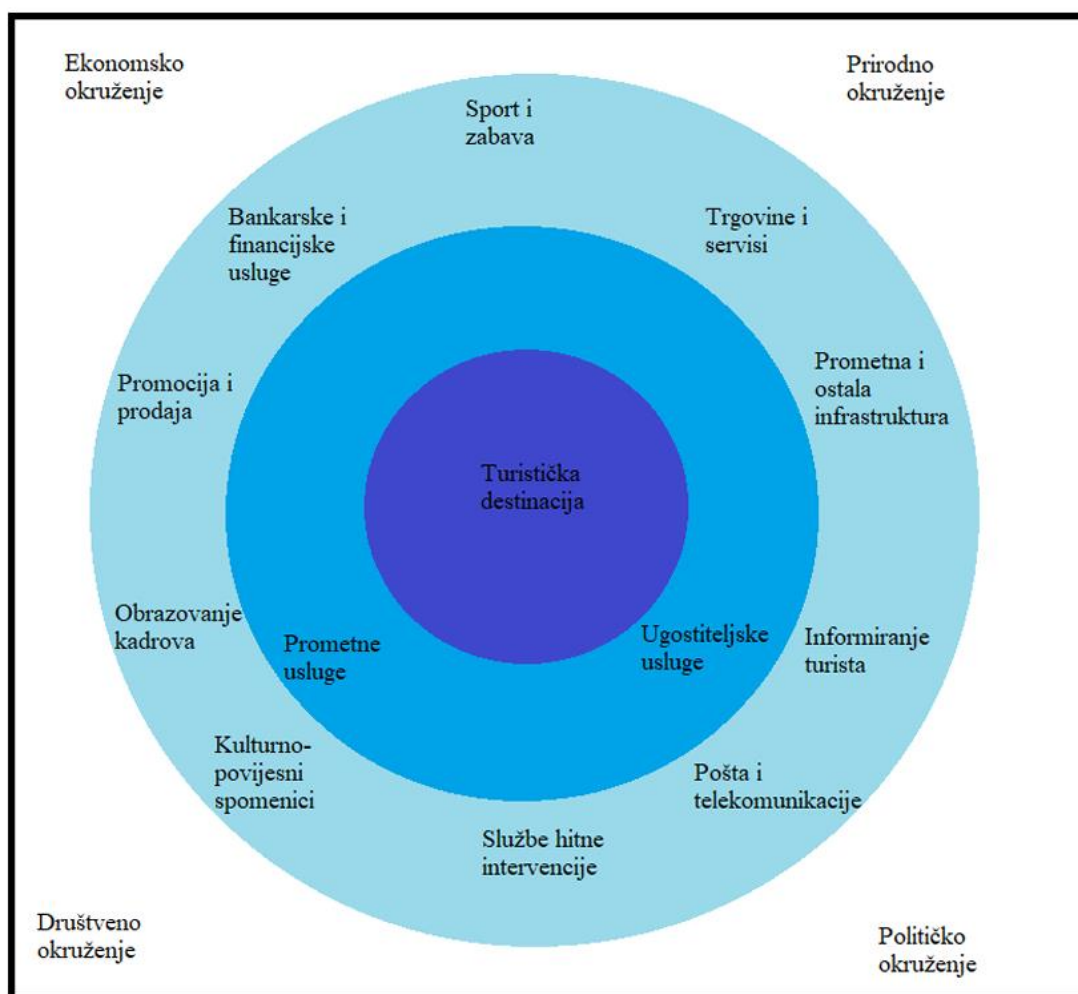 Ekonomsko
okruženje
Prirodno
okruženje
Sport i
zabava
Bankarske i
financijske
usluge
Trgovine i
servisi
Promocija i
prodaja
Prometna i
ostala
infrastruktura
Turistička
destinacija
Obrazovanje
kadrova
Prometne
usluge
Ugostiteljske
usluge
Informiranje
turista
Kulturno-
povijesni
spomenici
Pošta i
telekomunikacije
Službe hitne
intervencije
Društveno
okruženje
Političko
okruženje